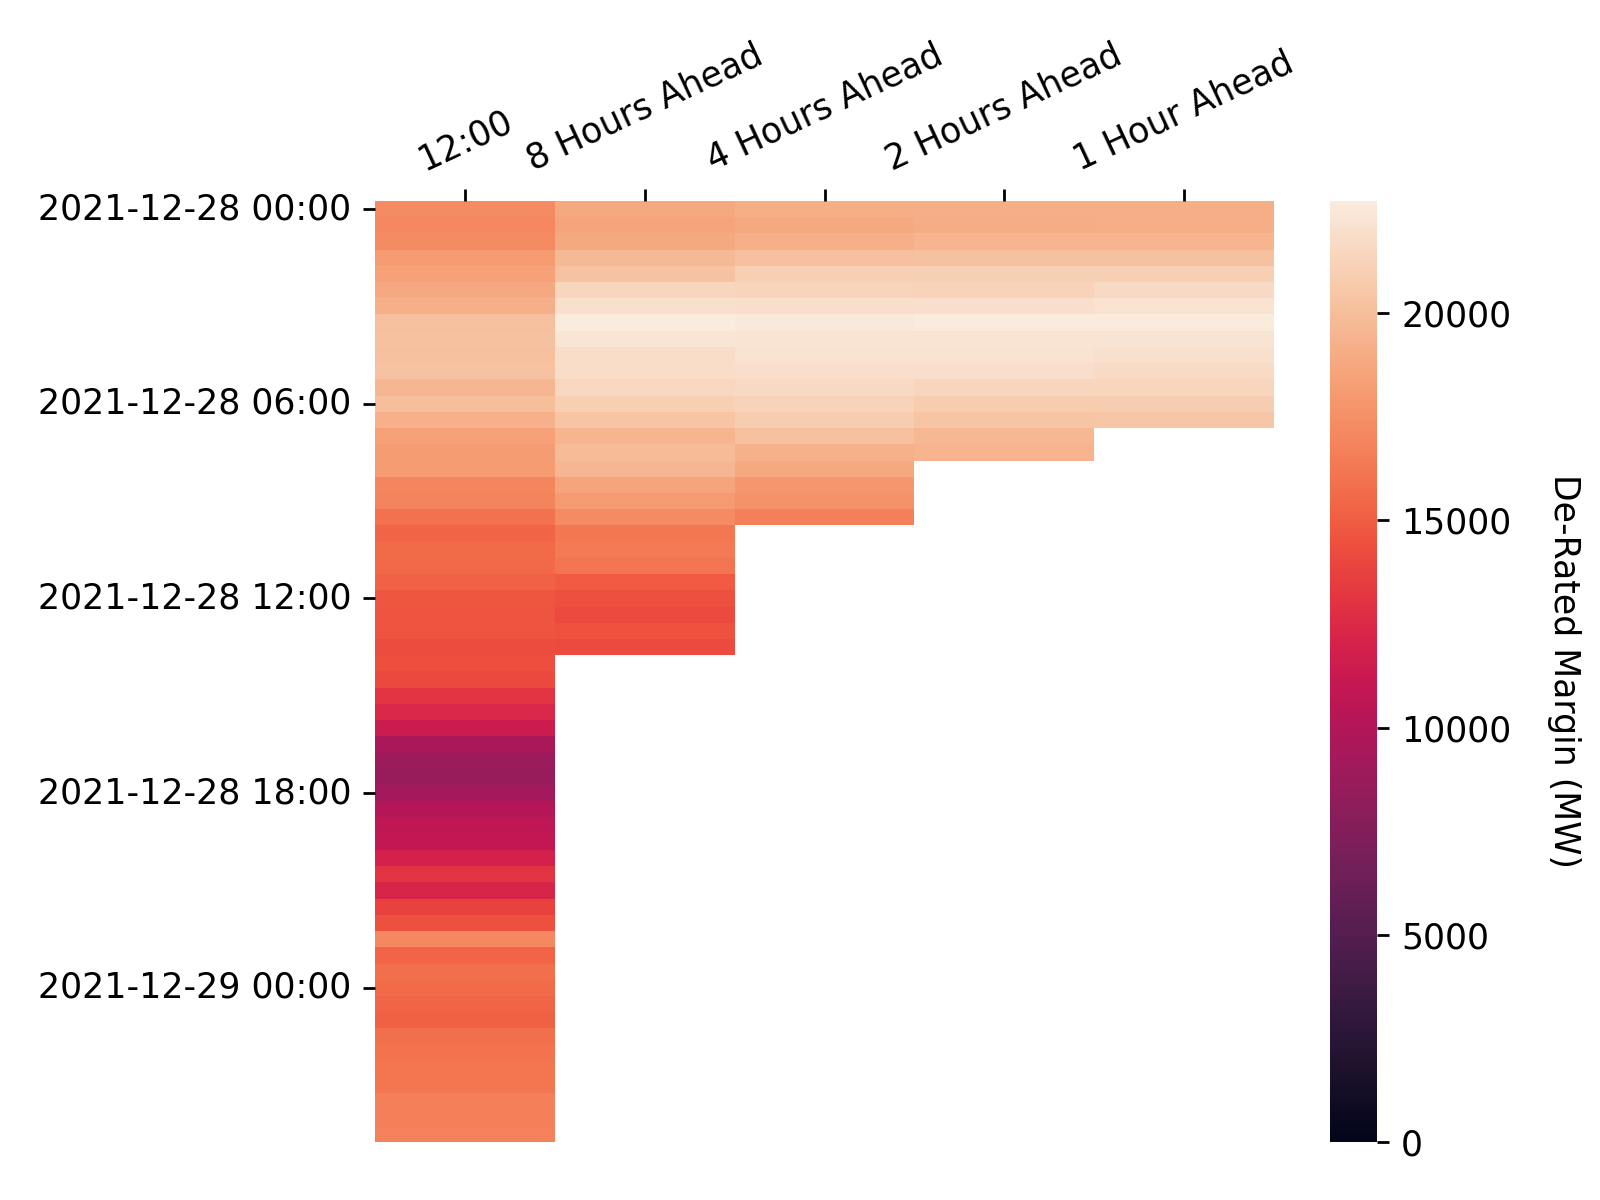 12:00
8 Hours Ahead
4 Hours Ahead
2 Hours Ahead
1 Hour Ahead
2021-12-28 00:00
2021-12-28 06:00
2021-12-28 12:00
2021-12-28 18:00
2021-12-29 00:00
20000
15000
10000
5000
0
De-Rated Margin (MW)